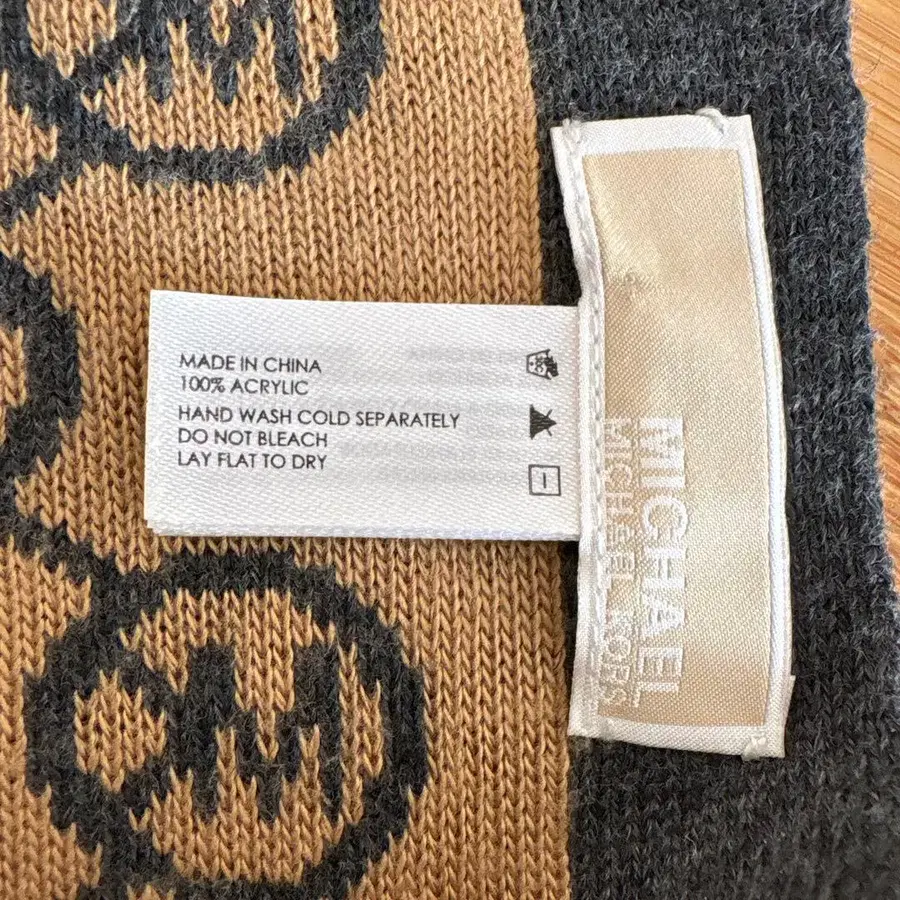 MADE IN CHINA
100% ACRYLIC
HAND WASH COLD SEPARATELY
DO NOT BLEACH
LAY FLAT TO DRY
MICHAEL
MICHAEL KORS